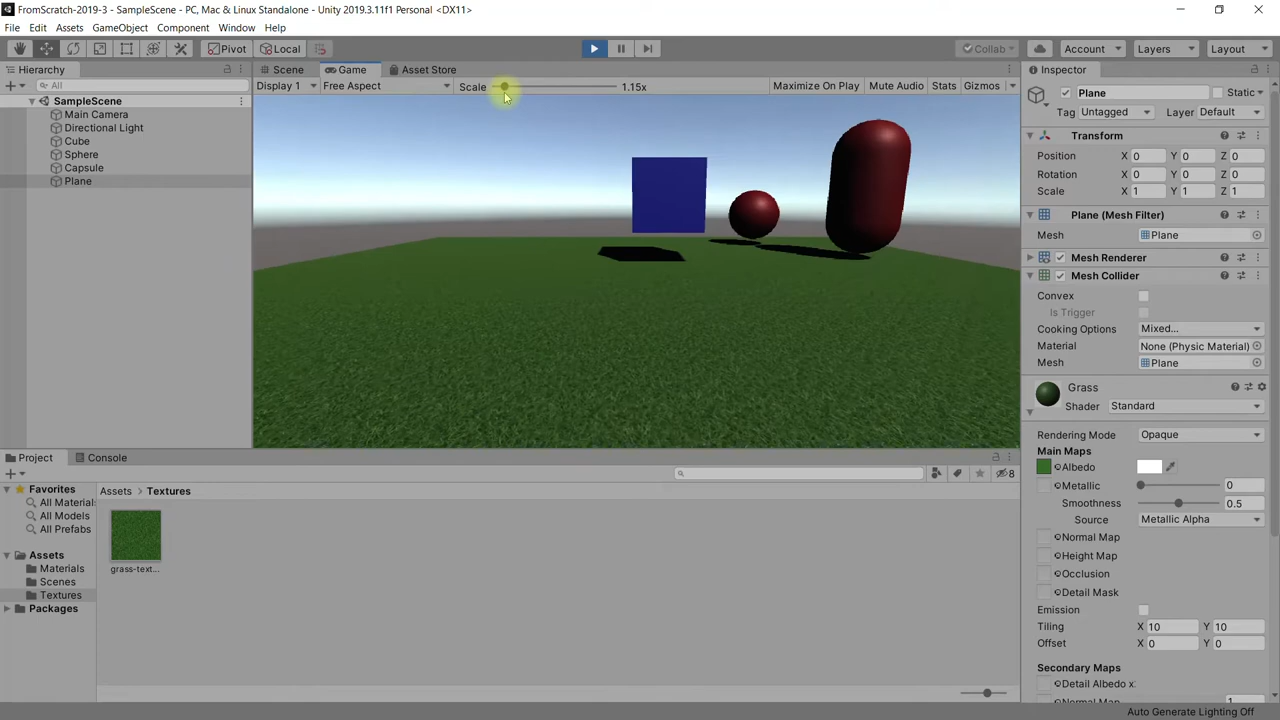 FromScratch-2019-3 - SampleScene - PC, Mac & Linux Standalone - Unity 2019.3.11f1 Personal <DX11>
File Edit Assets GameObject Component Window Help
Pivot Local Collab Account Layers Layout
Hierarchy
All
SampleScene
Main Camera
Directional Light
Cube
Sphere
Capsule
Plane
Scene Game Asset Store
Display 1 Free Aspect Scale 1.15x Maximize On Play Mute Audio Stats Gizmos
Inspector
Plane Static
Tag Untagged Layer Default
Transform
Position X 0 Y 0 Z 0
Rotation X 0 Y 0 Z 0
Scale X 1 Y 1 Z 1
Plane (Mesh Filter)
Mesh Plane
Mesh Renderer
Mesh Collider
Convex
Is Trigger
Cooking Options Mixed...
Material None (Physic Material)
Mesh Plane
Grass
Shader Standard
Rendering Mode Opaque
Main Maps
Albedo
Metallic 0
Smoothness 0.5
Source Metallic Alpha
Normal Map
Height Map
Occlusion
Detail Mask
Emission
Tiling X 10 Y 10
Offset X 0 Y 0
Secondary Maps
Detail Albedo x
Normal Map 1
Project Console
8
Favorites
All Material
All Models
All Prefabs
Assets
Materials
Scenes
Textures
Packages
Assets > Textures
grass-text...
Auto Generate Lighting Off